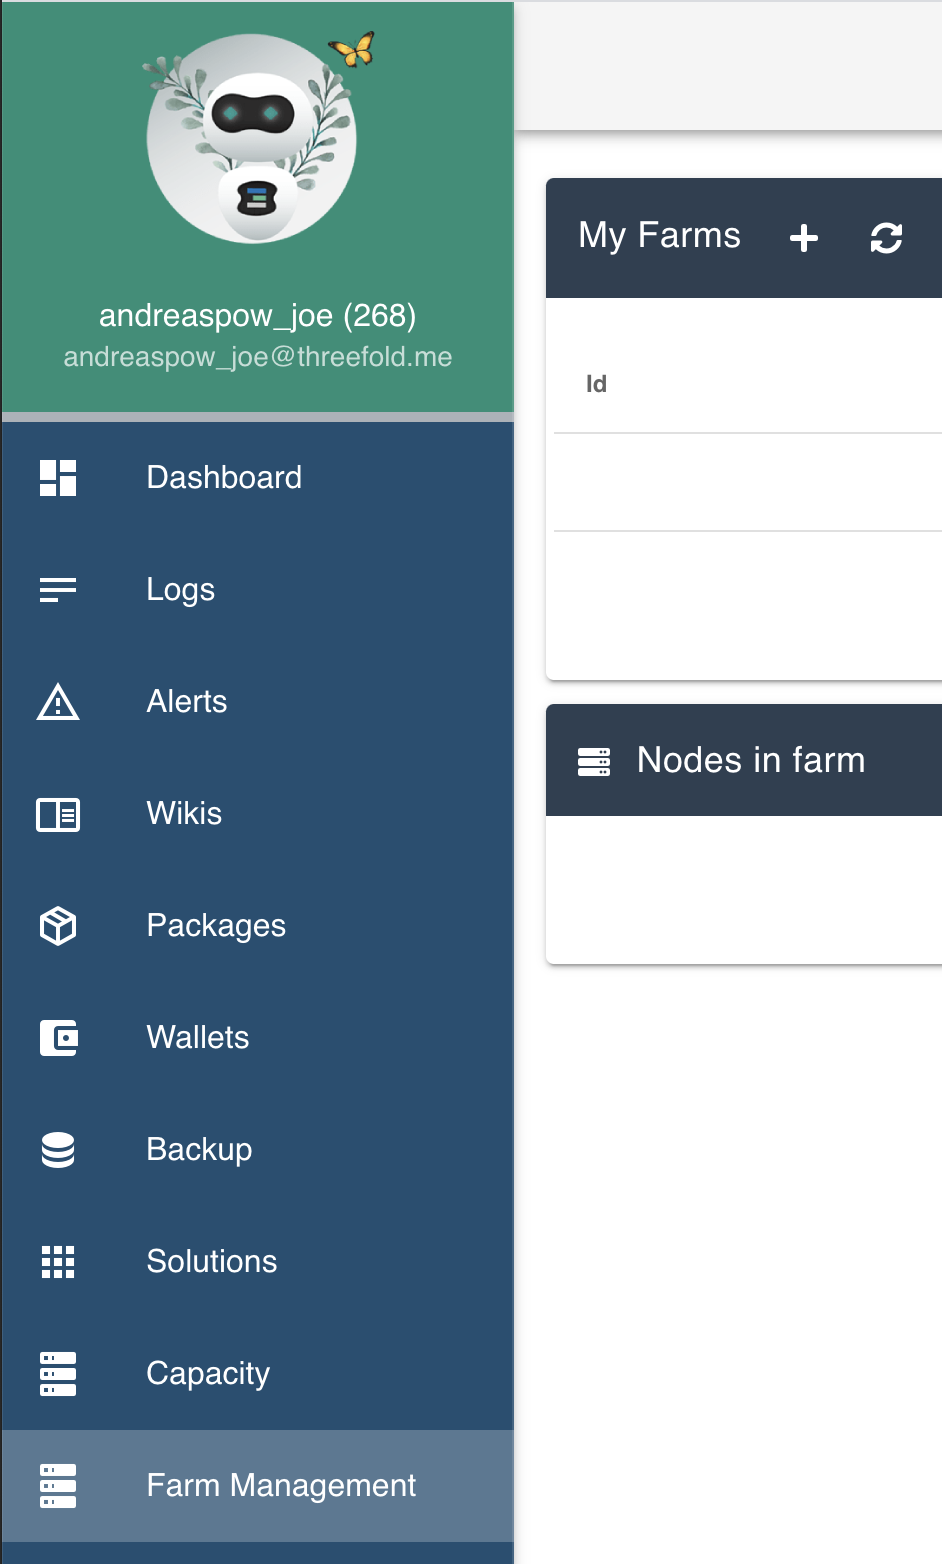 andreaspow_joe (268)
andreaspow_joe@threefold.me
Dashboard
Logs
Alerts
Wikis
Packages
Wallets
Backup
Solutions
Capacity
Farm Management
My Farms
Id
Nodes in farm